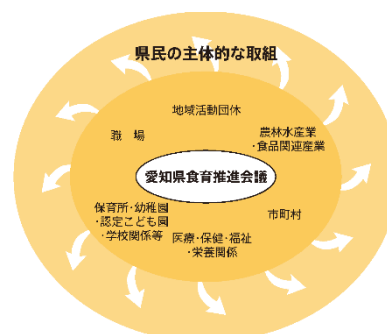 県民の主体的な取組
地域活動団体
職　場
農林水産業
・食品関連産業
愛知県食育推進会議
保育所・幼稚園
・認定こども園
・学校関係等
市町村
医療・保健・福祉
・栄養関係